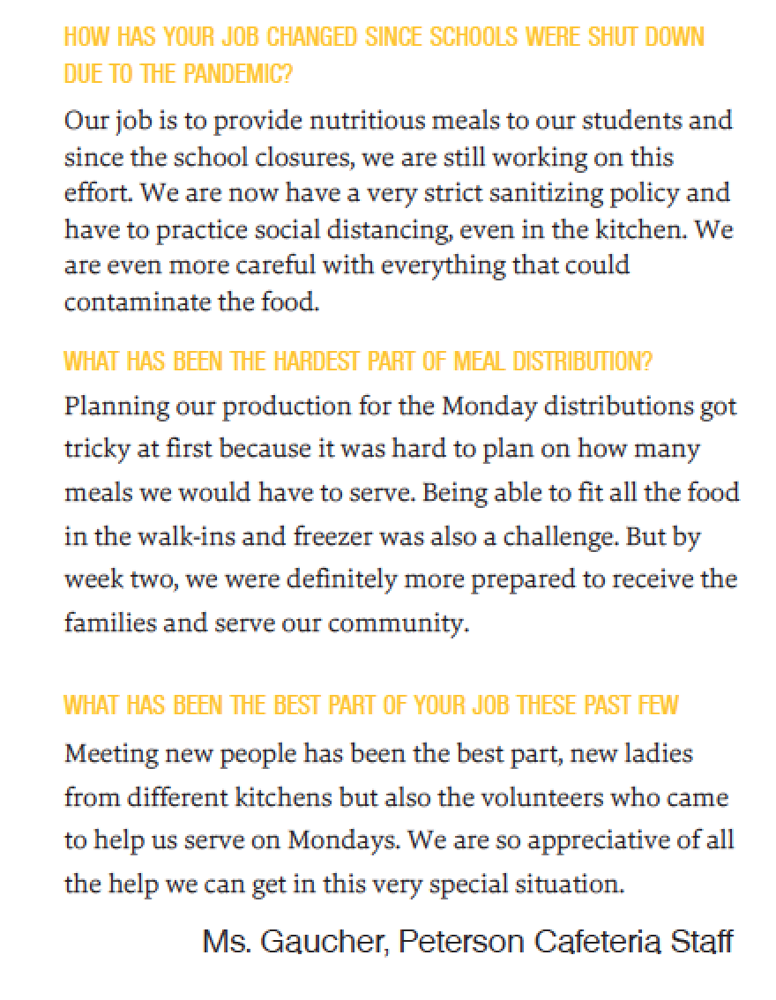 HOW HAS YOUR JOB CHANGED SINCE SCHOOLS WERE SHUT DOWN
DUE TO THE PANDEMIC?
Our job is to provide nutritious meals to our students and
since the school closures, we are still working on this
effort. We are now have a very strict sanitizing policy and
have to practice social distancing, even in the kitchen. We
are even more careful with everything that could
contaminate the food.
WHAT HAS BEEN THE HARDEST PART OF MEAL DISTRIBUTION?
Planning our production for the Monday distributions got
tricky at first because it was hard to plan on how many
meals we would have to serve. Being able to fit all the food
in the walk-ins and freezer was also a challenge. But by
week two, we were definitely more prepared to receive the
families and serve our community.
WHAT HAS BEEN THE BEST PART OF YOUR JOB THESE PAST FEW
Meeting new people has been the best part, new ladies
from different kitchens but also the volunteers who came
to help us serve on Mondays. We are so appreciative of all
the help we can get in this very special situation.
Ms. Gaucher, Peterson Cafeteria Staff